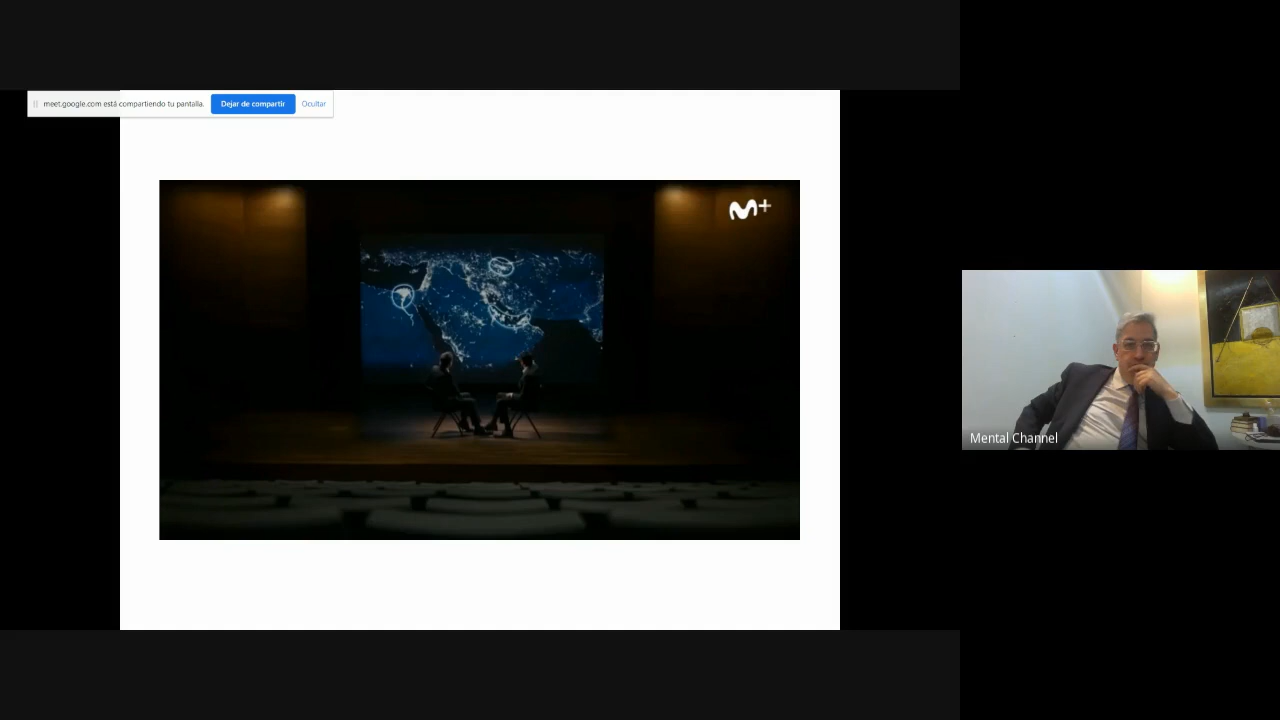 meet.google.com está compartiendo tu pantalla.
Dejar de compartir
Ocultar
M+
Mental Channel